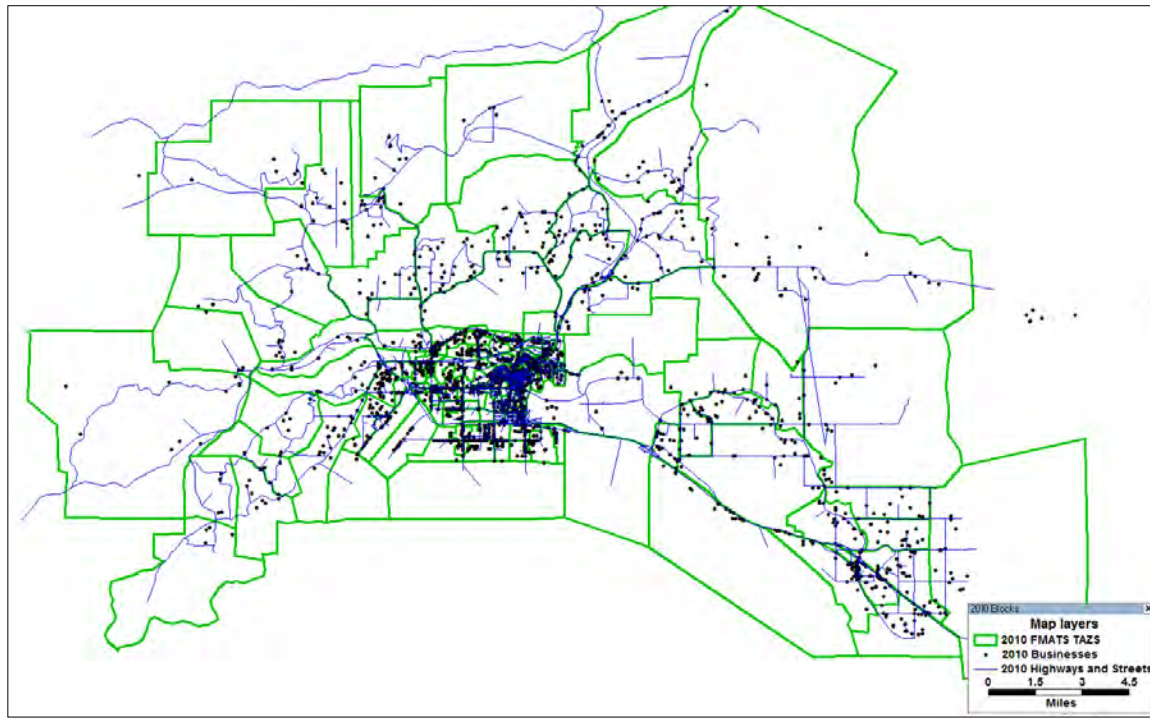 2010 Blocks
Map layers
2010 FMATS TAZS
2010 Businesses
2010 Highways and Streets
0 1.5 3 4.5
Miles